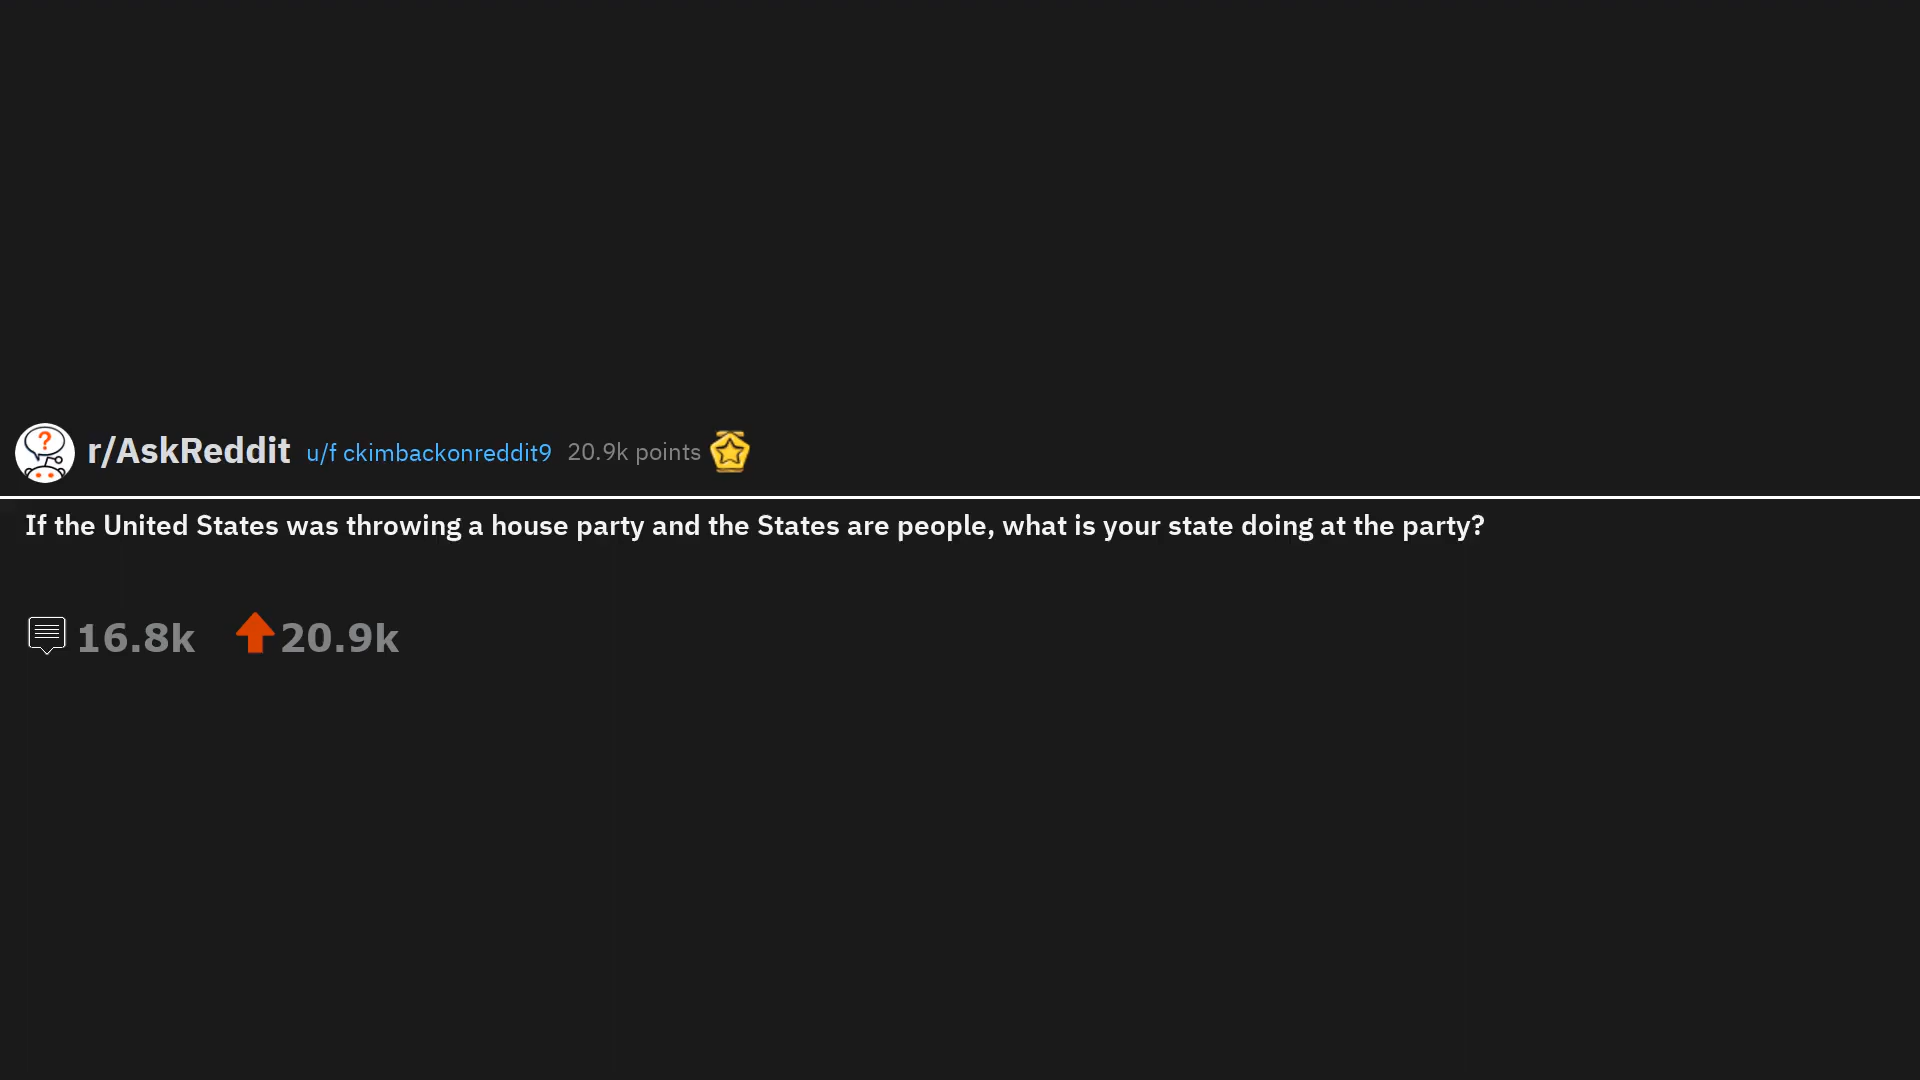 r/AskReddit u/f ckimbackonreddit9 20.9k points
If the United States was throwing a house party and the States are people, what is your state doing at the party?
16.8k 20.9k